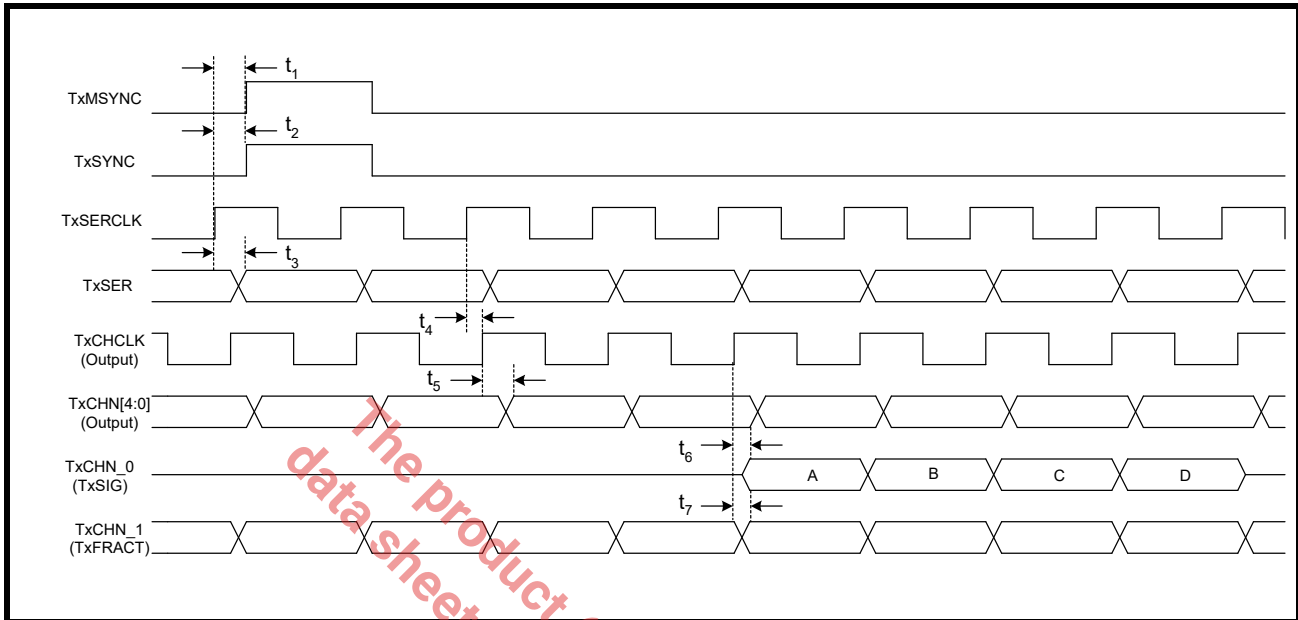 t1
TxMSYNC
t2
TxSYNC
TxSERCLK
t3
TxSER
t4
TxCHCLK
(Output)
t5
TxCHN[4:0]
(Output)
t6
TxCHN_0
(TxSIG)
A B C D
t7
TxCHN_1
(TxFRACT)
The product
data sheet